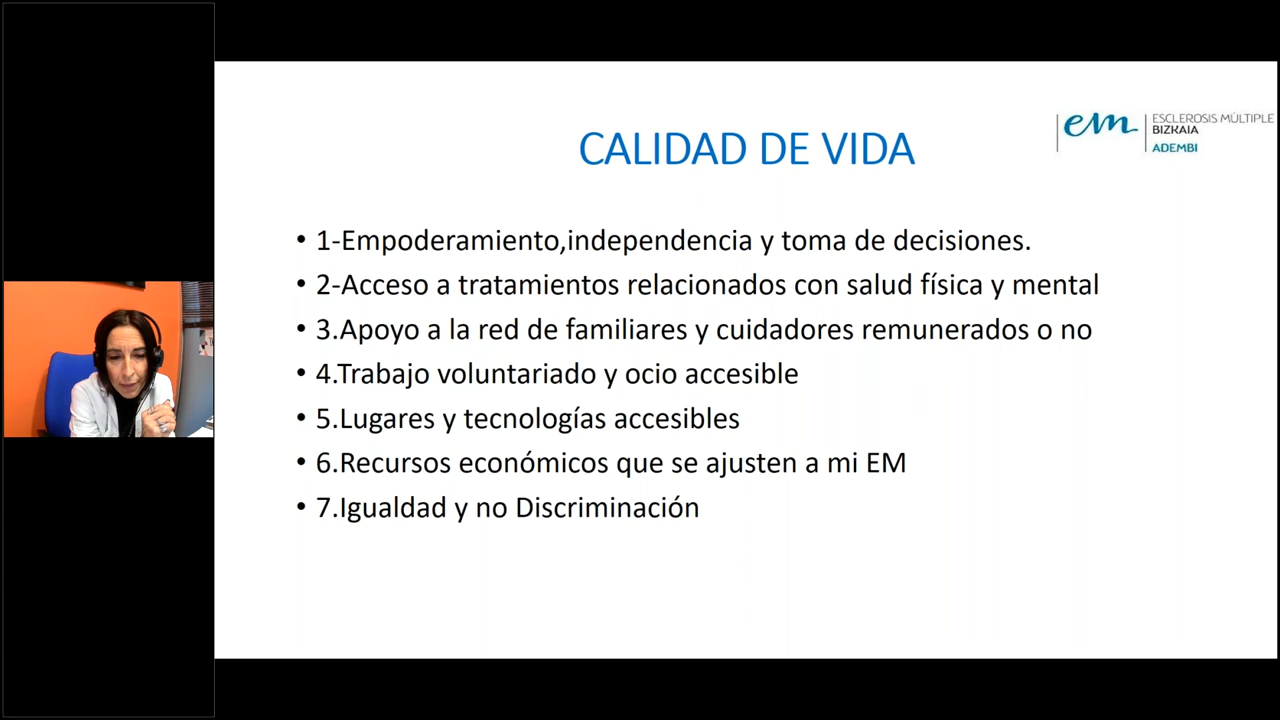 CALIDAD DE VIDA
em
ESCLEROSIS MÚLTIPLE
BIZKAIA
ADEMBI
• 1-Empoderamiento,independencia y toma de decisiones.
• 2-Acceso a tratamientos relacionados con salud física y mental
• 3.Apoyo a la red de familiares y cuidadores remunerados o no
• 4.Trabajo voluntariado y ocio accesible
• 5.Lugares y tecnologías accesibles
• 6.Recursos económicos que se ajusten a mi EM
• 7.Igualdad y no Discriminación